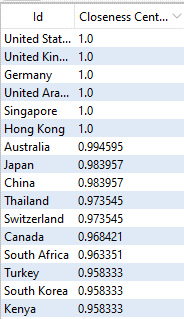 Id Closeness Cent...
United Stat... 1.0
United Kin... 1.0
Germany 1.0
United Ara... 1.0
Singapore 1.0
Hong Kong 1.0
Australia 0.994595
Japan 0.983957
China 0.983957
Thailand 0.973545
Switzerland 0.973545
Canada 0.968421
South Africa 0.963351
Turkey 0.958333
South Korea 0.958333
Kenya 0.958333